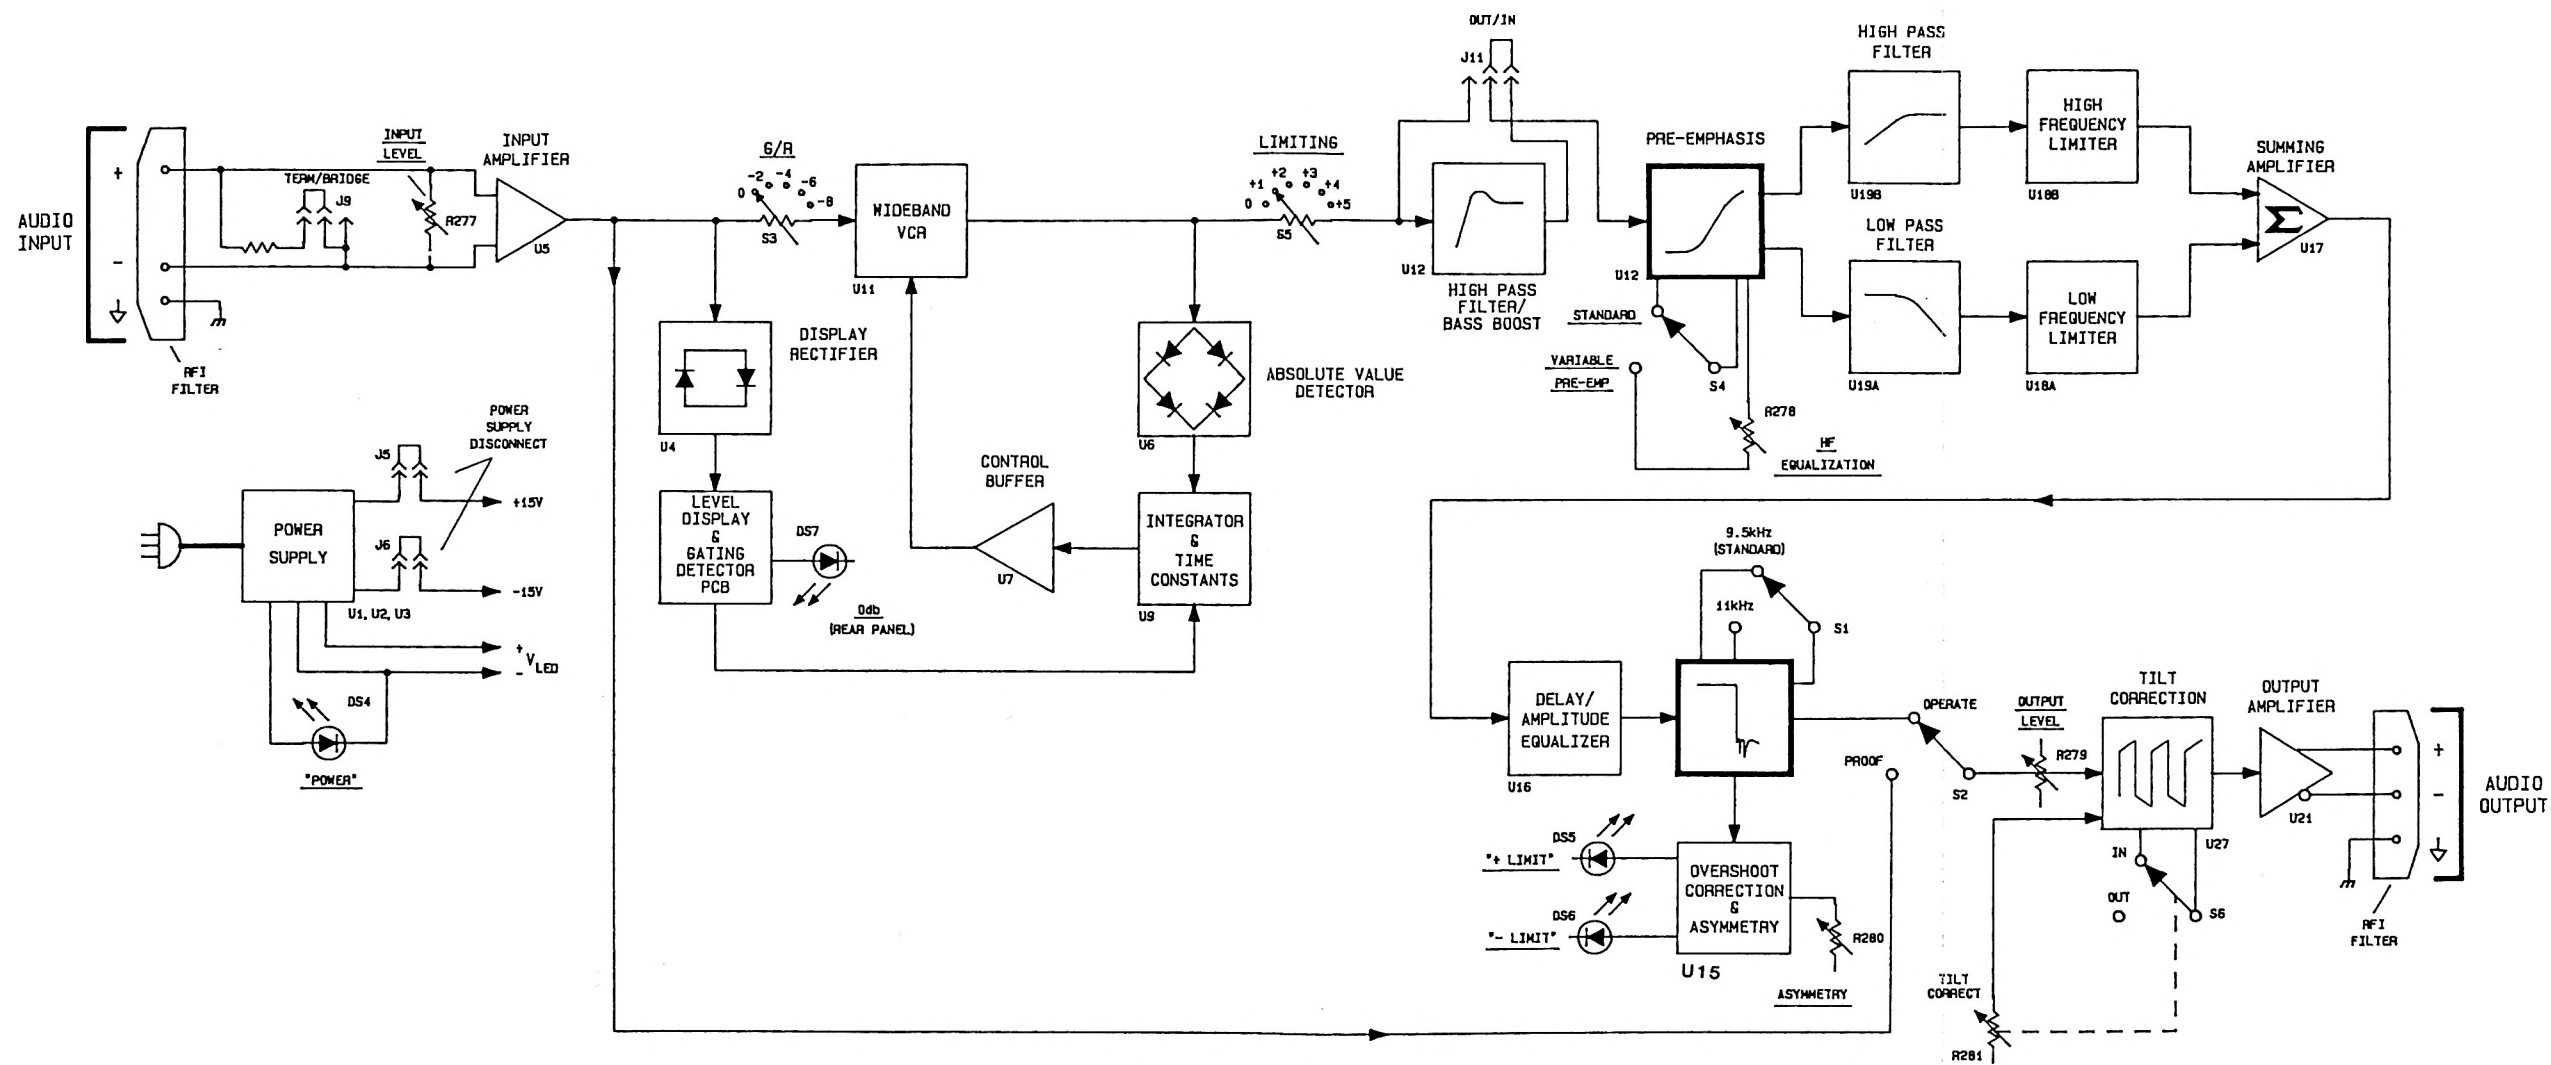 AUDIO
INPUT
+
-
RFI
FILTER
TERM/BRIDGE
J9
INPUT
LEVEL
R277
INPUT
AMPLIFIER
U5
G/R
0
-2
-4
-6
-8
S3
WIDEBAND
VCA
U11
DISPLAY
RECTIFIER
U4
LEVEL
DISPLAY
&
GATING
DETECTOR
PCB
DS7
0db
(REAR PANEL)
CONTROL
BUFFER
U7
ABSOLUTE VALUE
DETECTOR
U6
INTEGRATOR
&
TIME
CONSTANTS
U9
LIMITING
0
+1
+2
+3
+4
+5
S5
OUT/IN
J11
U12
HIGH PASS
FILTER/
BASS BOOST
PRE-EMPHASIS
U12
STANDARD
VARIABLE
PRE-EMP
S4
R278
HF
EQUALIZATION
HIGH PASS
FILTER
U19B
LOW PASS
FILTER
U19A
HIGH
FREQUENCY
LIMITER
U18B
LOW
FREQUENCY
LIMITER
U18A
SUMMING
AMPLIFIER
Σ
U17
POWER
SUPPLY
DISCONNECT
J5
J6
POWER
SUPPLY
U1, U2, U3
+15V
-15V
+
-
VLED
DS4
"POWER"
9.5kHz
(STANDARD)
11kHz
S1
DELAY/
AMPLITUDE
EQUALIZER
U16
OVERSHOOT
CORRECTION
&
ASYMMETRY
U15
DS5
"+ LIMIT"
DS6
"- LIMIT"
R280
ASYMMETRY
OPERATE
PROOF
S2
OUTPUT
LEVEL
R279
TILT
CORRECTION
U27
IN
OUT
S6
TILT
CORRECT
R281
OUTPUT
AMPLIFIER
U21
+
-
RFI
FILTER
AUDIO
OUTPUT